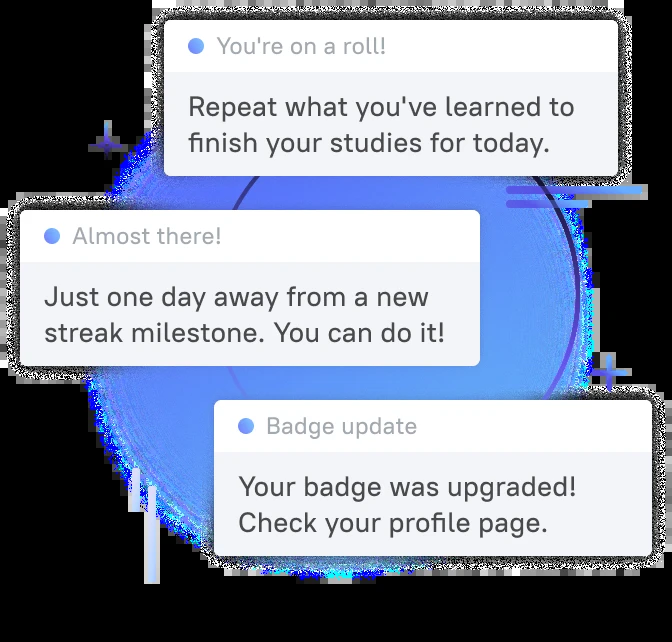 You're on a roll!
Repeat what you've learned to
finish your studies for today.
Almost there!
Just one day away from a new
streak milestone. You can do it!
Badge update
Your badge was upgraded!
Check your profile page.